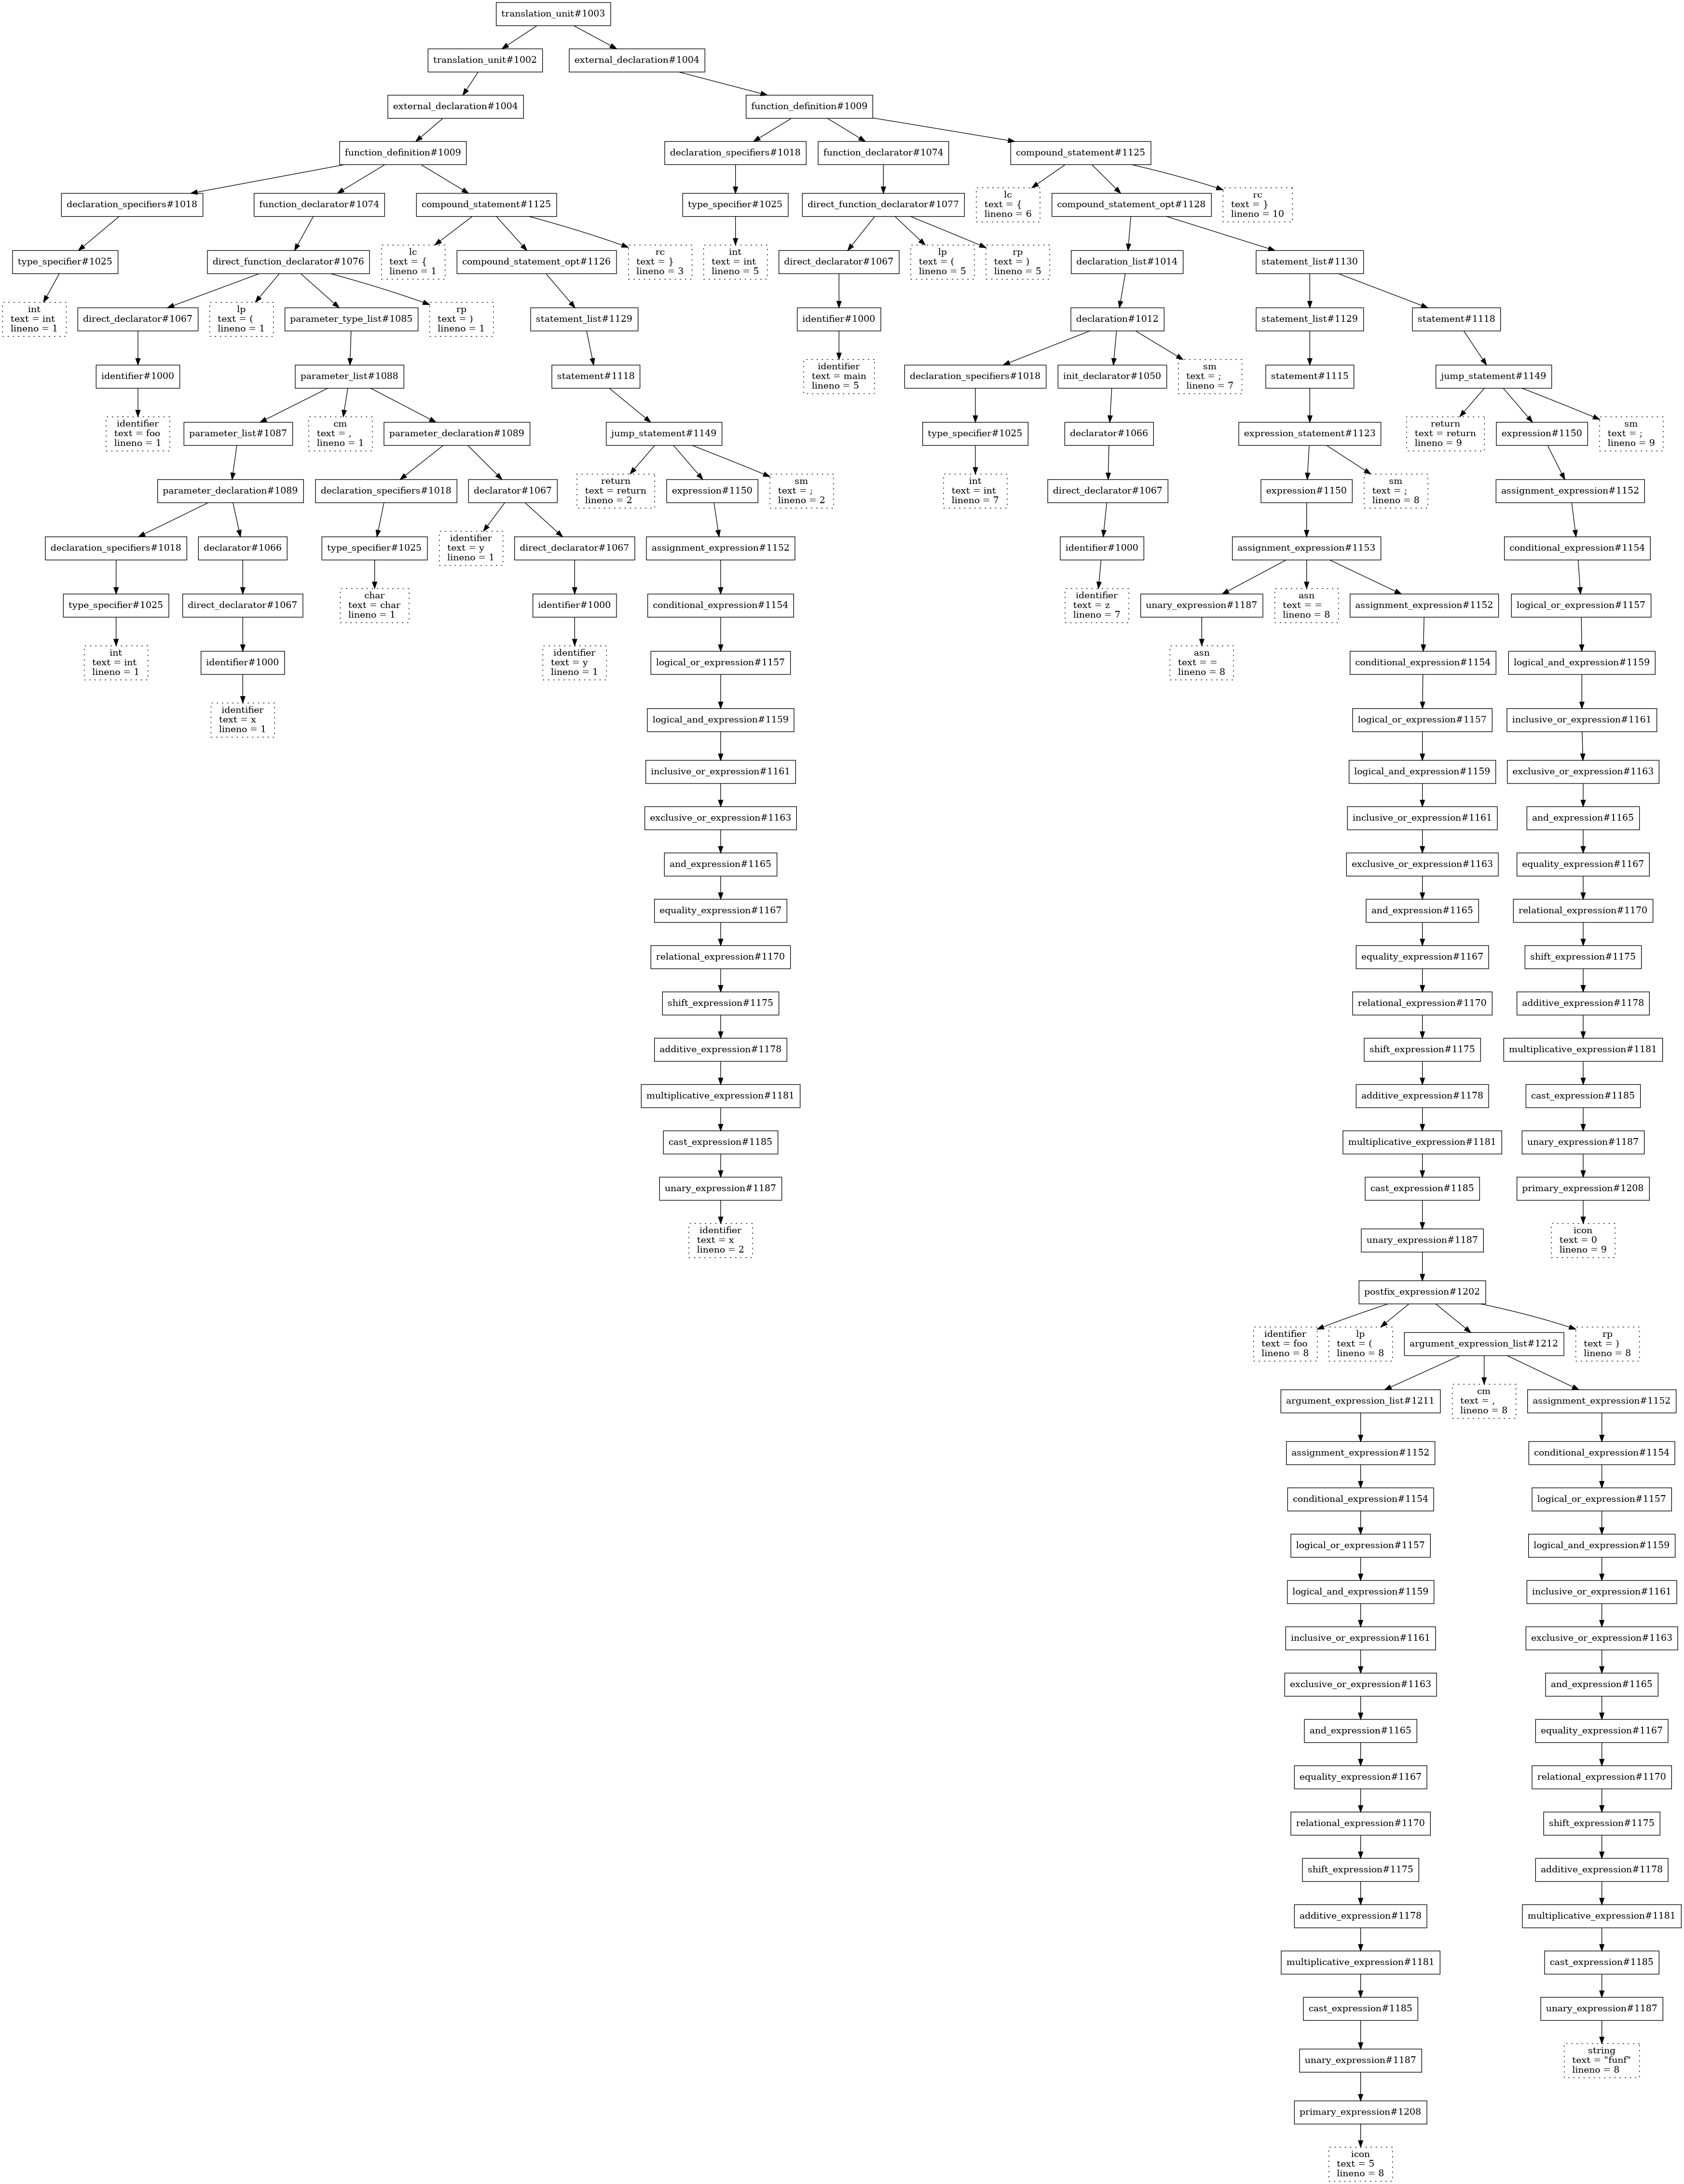 translation_unit#1003
translation_unit#1002
external_declaration#1004
external_declaration#1004
function_definition#1009
function_definition#1009
declaration_specifiers#1018
function_declarator#1074
compound_statement#1125
declaration_specifiers#1018
function_declarator#1074
compound_statement#1125
type_specifier#1025
direct_function_declarator#1077
lc
text = {
lineno = 6
compound_statement_opt#1128
rc
text = }
lineno = 10
type_specifier#1025
direct_function_declarator#1076
lc
text = {
lineno = 1
compound_statement_opt#1126
rc
text = }
lineno = 3
int
text = int
lineno = 5
direct_declarator#1067
lp
text = (
lineno = 5
rp
text = )
lineno = 5
declaration_list#1014
statement_list#1130
int
text = int
lineno = 1
direct_declarator#1067
lp
text = (
lineno = 1
parameter_type_list#1085
rp
text = )
lineno = 1
statement_list#1129
identifier#1000
declaration#1012
statement_list#1129
statement#1118
identifier#1000
parameter_list#1088
statement#1118
identifier
text = main
lineno = 5
declaration_specifiers#1018
init_declarator#1050
sm
text = ;
lineno = 7
statement#1115
jump_statement#1149
identifier
text = foo
lineno = 1
parameter_list#1087
cm
text = ,
lineno = 1
parameter_declaration#1089
jump_statement#1149
type_specifier#1025
declarator#1066
expression_statement#1123
return
text = return
lineno = 9
expression#1150
sm
text = ;
lineno = 9
parameter_declaration#1089
declaration_specifiers#1018
declarator#1067
return
text = return
lineno = 2
expression#1150
sm
text = ;
lineno = 2
int
text = int
lineno = 7
direct_declarator#1067
expression#1150
sm
text = ;
lineno = 8
assignment_expression#1152
declaration_specifiers#1018
declarator#1066
type_specifier#1025
identifier
text = y
lineno = 1
direct_declarator#1067
assignment_expression#1152
identifier#1000
assignment_expression#1153
conditional_expression#1154
type_specifier#1025
direct_declarator#1067
char
text = char
lineno = 1
identifier#1000
conditional_expression#1154
identifier
text = z
lineno = 7
unary_expression#1187
asn
text = =
lineno = 8
assignment_expression#1152
logical_or_expression#1157
int
text = int
lineno = 1
identifier#1000
identifier
text = y
lineno = 1
logical_or_expression#1157
asn
text = =
lineno = 8
conditional_expression#1154
logical_and_expression#1159
identifier
text = x
lineno = 1
logical_and_expression#1159
logical_or_expression#1157
inclusive_or_expression#1161
inclusive_or_expression#1161
logical_and_expression#1159
exclusive_or_expression#1163
exclusive_or_expression#1163
inclusive_or_expression#1161
and_expression#1165
and_expression#1165
exclusive_or_expression#1163
equality_expression#1167
equality_expression#1167
and_expression#1165
relational_expression#1170
relational_expression#1170
equality_expression#1167
shift_expression#1175
shift_expression#1175
relational_expression#1170
additive_expression#1178
additive_expression#1178
shift_expression#1175
multiplicative_expression#1181
multiplicative_expression#1181
additive_expression#1178
cast_expression#1185
cast_expression#1185
multiplicative_expression#1181
unary_expression#1187
unary_expression#1187
cast_expression#1185
primary_expression#1208
identifier
text = x
lineno = 2
unary_expression#1187
icon
text = 0
lineno = 9
postfix_expression#1202
identifier
text = foo
lineno = 8
lp
text = (
lineno = 8
argument_expression_list#1212
rp
text = )
lineno = 8
argument_expression_list#1211
cm
text = ,
lineno = 8
assignment_expression#1152
assignment_expression#1152
conditional_expression#1154
conditional_expression#1154
logical_or_expression#1157
logical_or_expression#1157
logical_and_expression#1159
logical_and_expression#1159
inclusive_or_expression#1161
inclusive_or_expression#1161
exclusive_or_expression#1163
exclusive_or_expression#1163
and_expression#1165
and_expression#1165
equality_expression#1167
equality_expression#1167
relational_expression#1170
relational_expression#1170
shift_expression#1175
shift_expression#1175
additive_expression#1178
additive_expression#1178
multiplicative_expression#1181
multiplicative_expression#1181
cast_expression#1185
cast_expression#1185
unary_expression#1187
unary_expression#1187
string
text = "funf"
lineno = 8
primary_expression#1208
icon
text = 5
lineno = 8